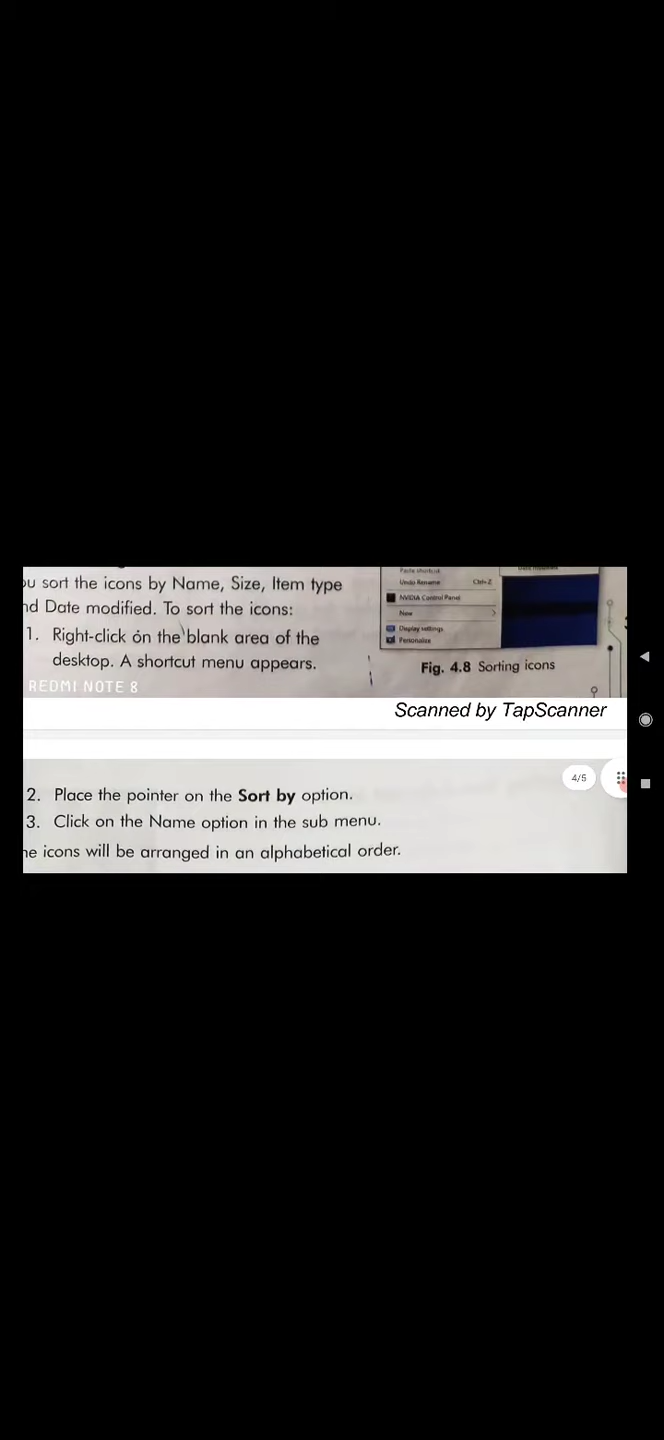 ou sort the icons by Name, Size, Item type
nd Date modified. To sort the icons:
1. Right-click on the blank area of the
desktop. A shortcut menu appears.
Undo Rename Ctrl+Z
NVIDIA Control Panel
New
Display settings
Personalize
Fig. 4.8 Sorting icons
REDMI NOTE 8
Scanned by TapScanner
4/5
2. Place the pointer on the Sort by option.
3. Click on the Name option in the sub menu.
he icons will be arranged in an alphabetical order.